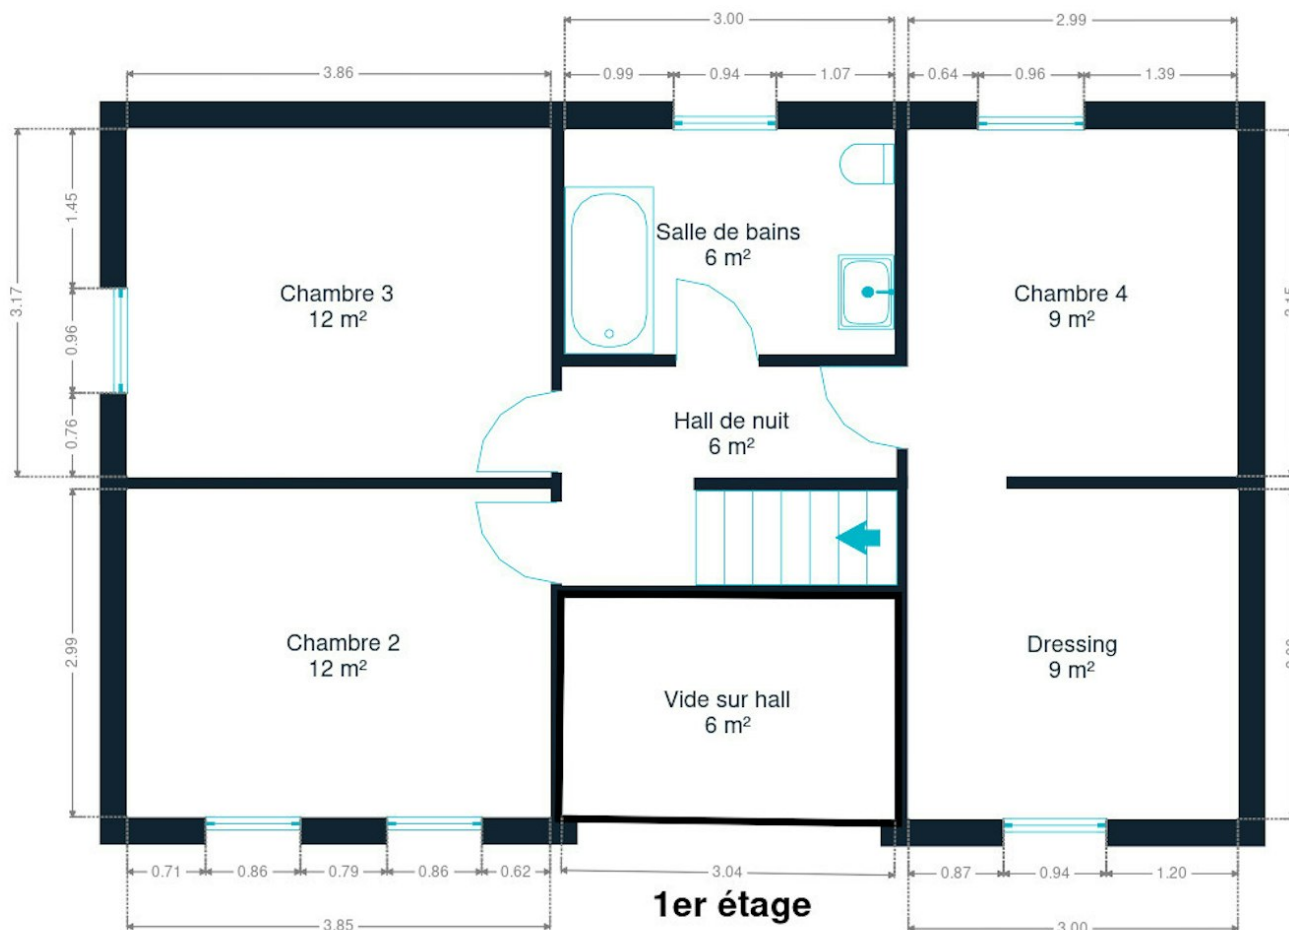 3.00
2.99
3.86
0.99
0.94
1.07
0.64
0.96
1.39
1.45
3.17
0.96
0.76
Chambre 3
12 m²
Salle de bains
6 m²
Chambre 4
9 m²
Hall de nuit
6 m²
2.99
Chambre 2
12 m²
Vide sur hall
6 m²
Dressing
9 m²
0.71
0.86
0.79
0.86
0.62
3.04
0.87
0.94
1.20
1er étage
3.85
3.00